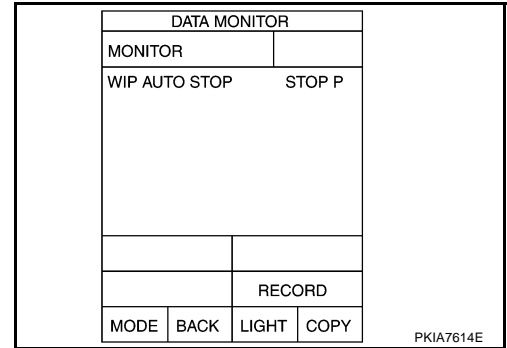 DATA MONITOR
MONITOR
WIP AUTO STOP STOP P
RECORD
MODE BACK LIGHT COPY
PKIA7614E